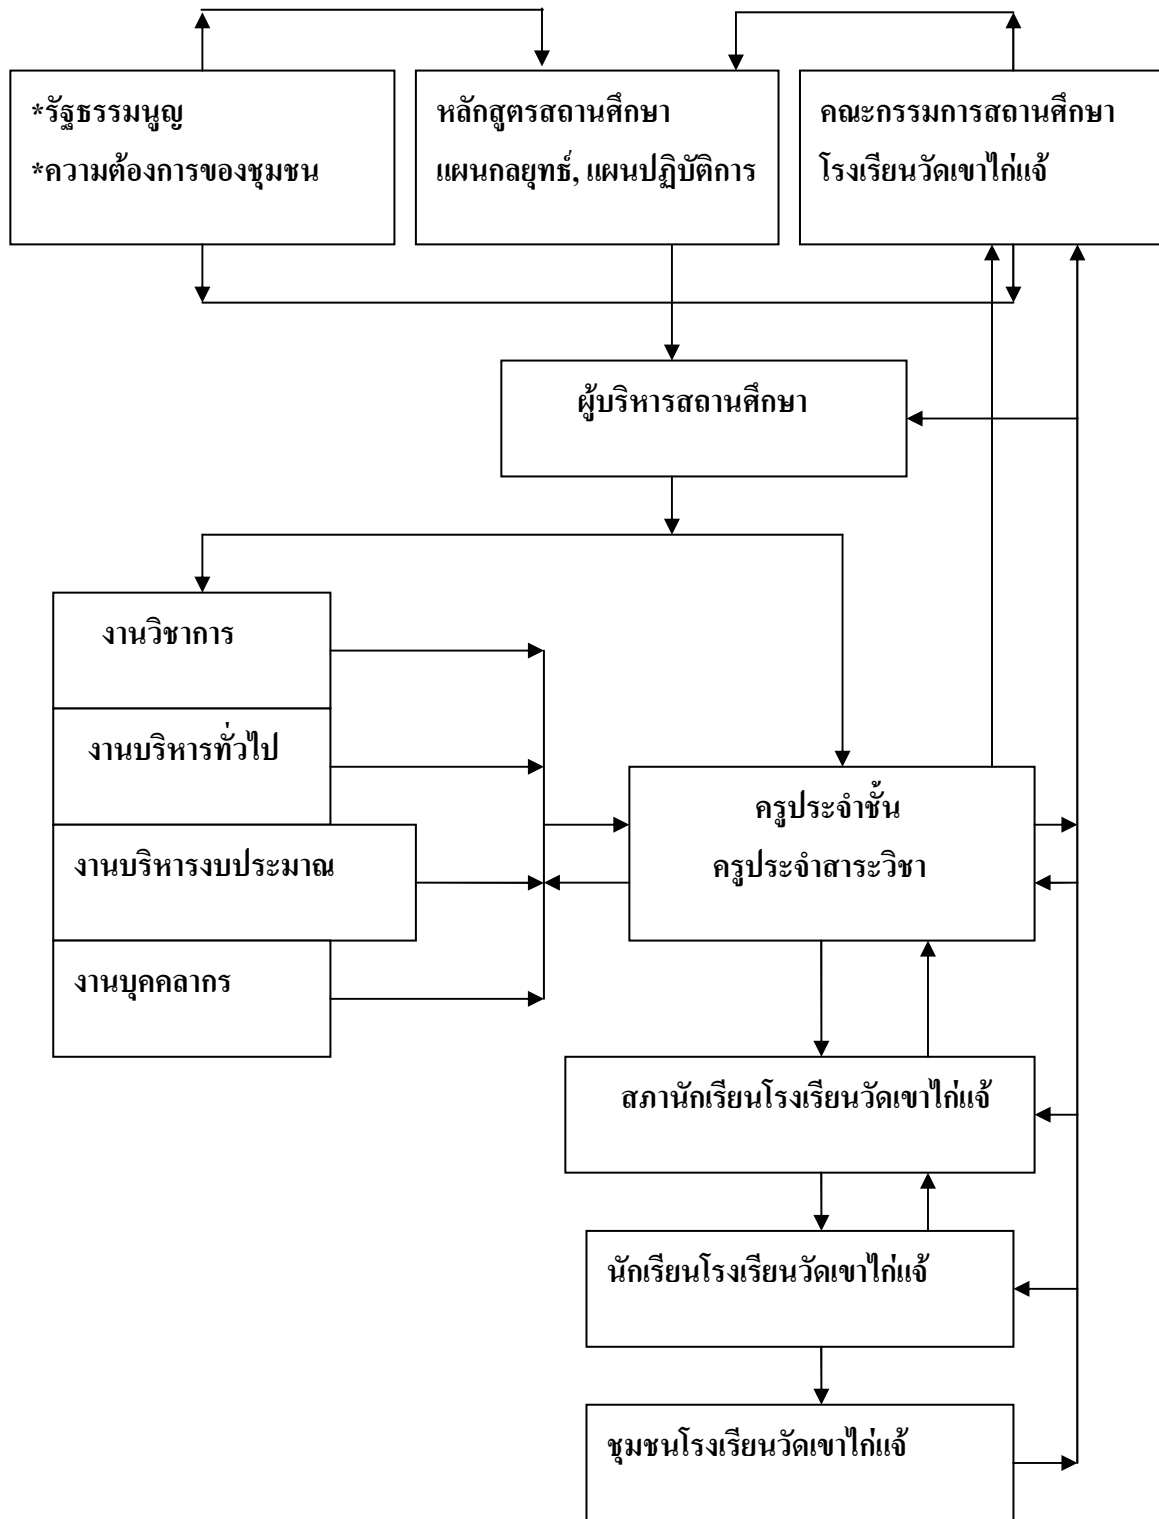 *รัฐธรรมนูญ
*ความต้องการของชุมชน
หลักสูตรสถานศึกษา
แผนกลยุทธ์, แผนปฏิบัติการ
คณะกรรมการสถานศึกษา
โรงเรียนวัดเขาไก่แจ้
ผู้บริหารสถานศึกษา
งานวิชาการ
งานบริหารทั่วไป
งานบริหารงบประมาณ
งานบุคคลากร
ครูประจำชั้น
ครูประจำสาระวิชา
สภานักเรียนโรงเรียนวัดเขาไก่แจ้
นักเรียนโรงเรียนวัดเขาไก่แจ้
ชุมชนโรงเรียนวัดเขาไก่แจ้